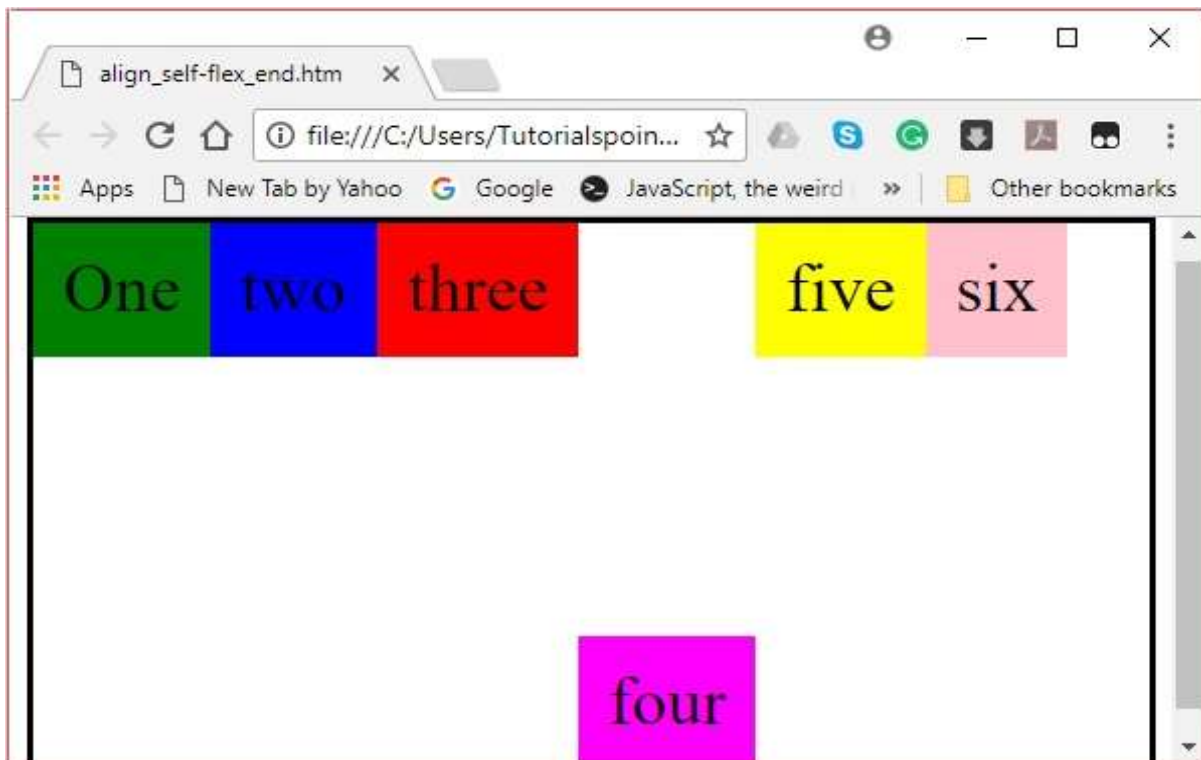 align_self-flex_end.htm
file:///C:/Users/Tutorialspoin...
Apps New Tab by Yahoo G Google JavaScript, the weird » Other bookmarks
One two three five six
four